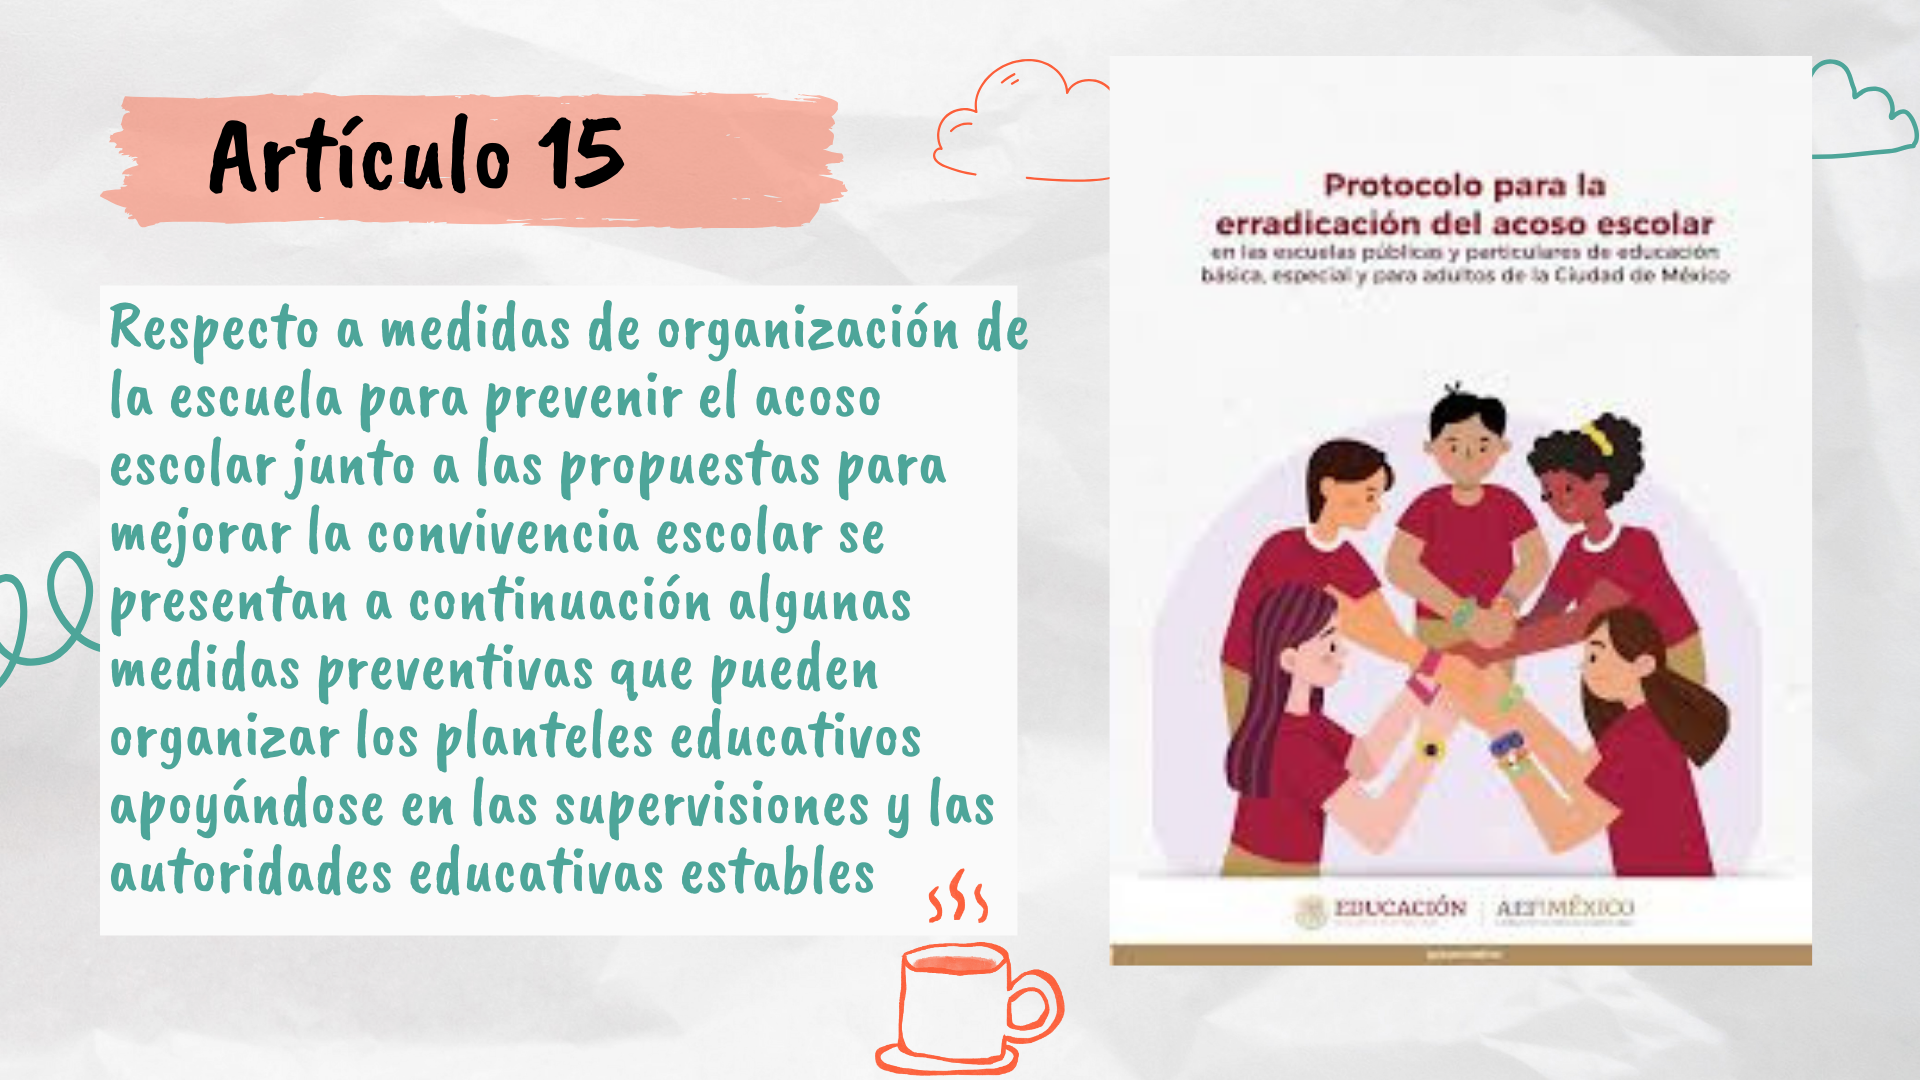 Artículo 15
Respecto a medidas de organización de
la escuela para prevenir el acoso
escolar junto a las propuestas para
mejorar la convivencia escolar se
presentan a continuación algunas
medidas preventivas que pueden
organizar los planteles educativos
apoyándose en las supervisiones y las
autoridades educativas estables
Protocolo para la
erradicación del acoso escolar
en las escuelas públicas y particulares de educación
básica, especial y para adultos de la Ciudad de México
EDUCACIÓN
AEFMÉXICO